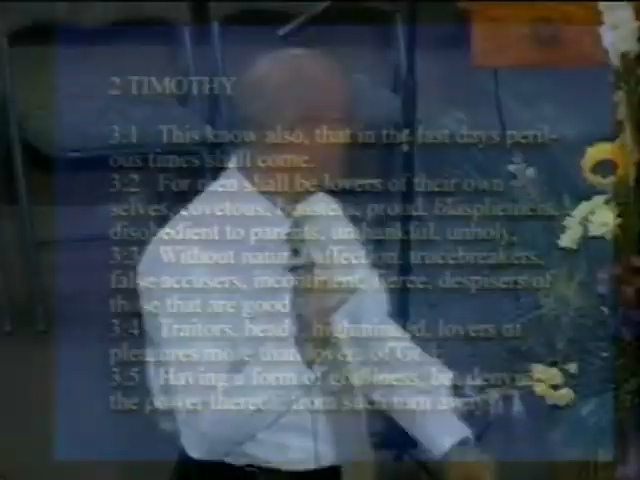 2 TIMOTHY
3:1 This know also, that in the last days peril-
ous times shall come.
3:2 For men shall be lovers of their own
selves, covetous, boasters, proud, blasphemers,
disobedient to parents, unthankful, unholy,
3:3 Without natural affection, trucebreakers,
false accusers, incontinent, fierce, despisers of
those that are good,
3:4 Traitors, heady, highminded, lovers of
pleasures more than lovers of God;
3:5 Having a form of godliness, but denying
the power thereof: from such turn away.